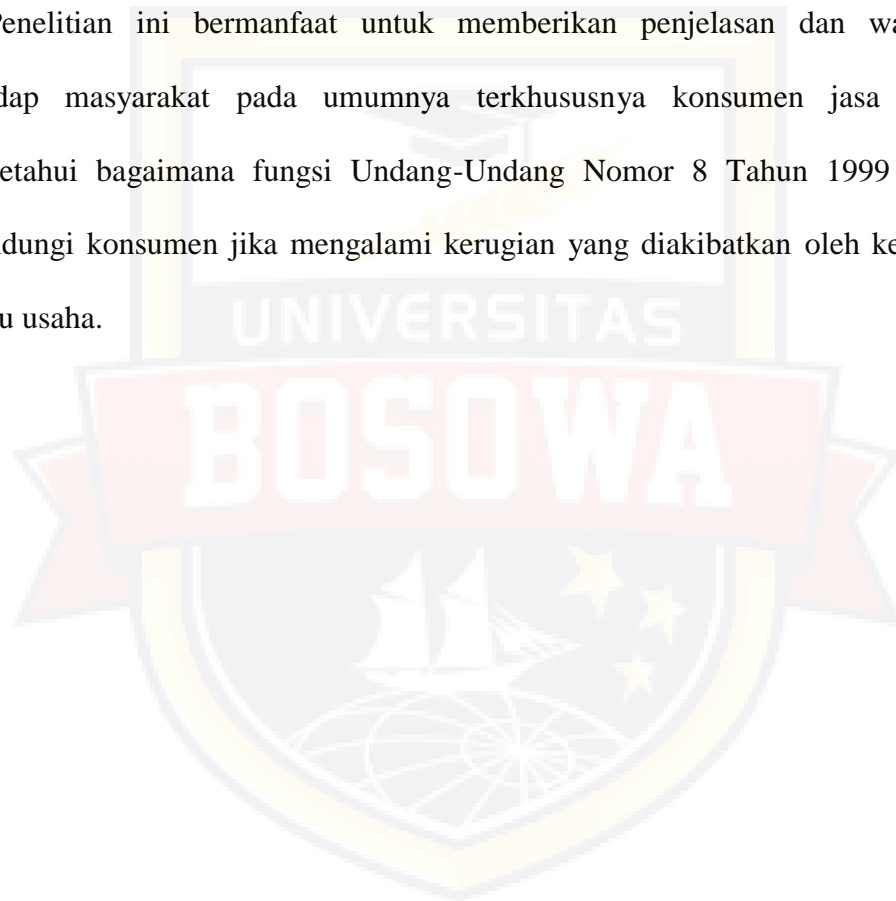 Penelitian ini bermanfaat untuk memberikan penjelasan dan wa
dap masyarakat pada umumnya terkhususnya konsumen jasa
etahui bagaimana fungsi Undang-Undang Nomor 8 Tahun 1999
ndungi konsumen jika mengalami kerugian yang diakibatkan oleh ke
u usaha.
UNIVERSITAS
BOSOWA